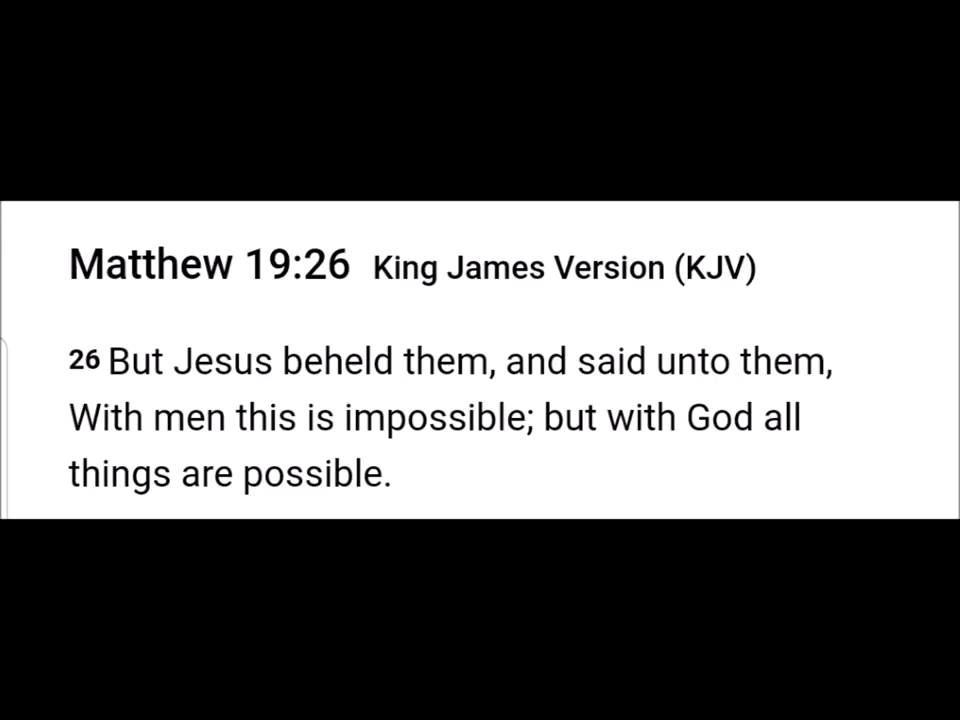 Matthew 19:26 King James Version (KJV)
26 But Jesus beheld them, and said unto them,
With men this is impossible; but with God all
things are possible.